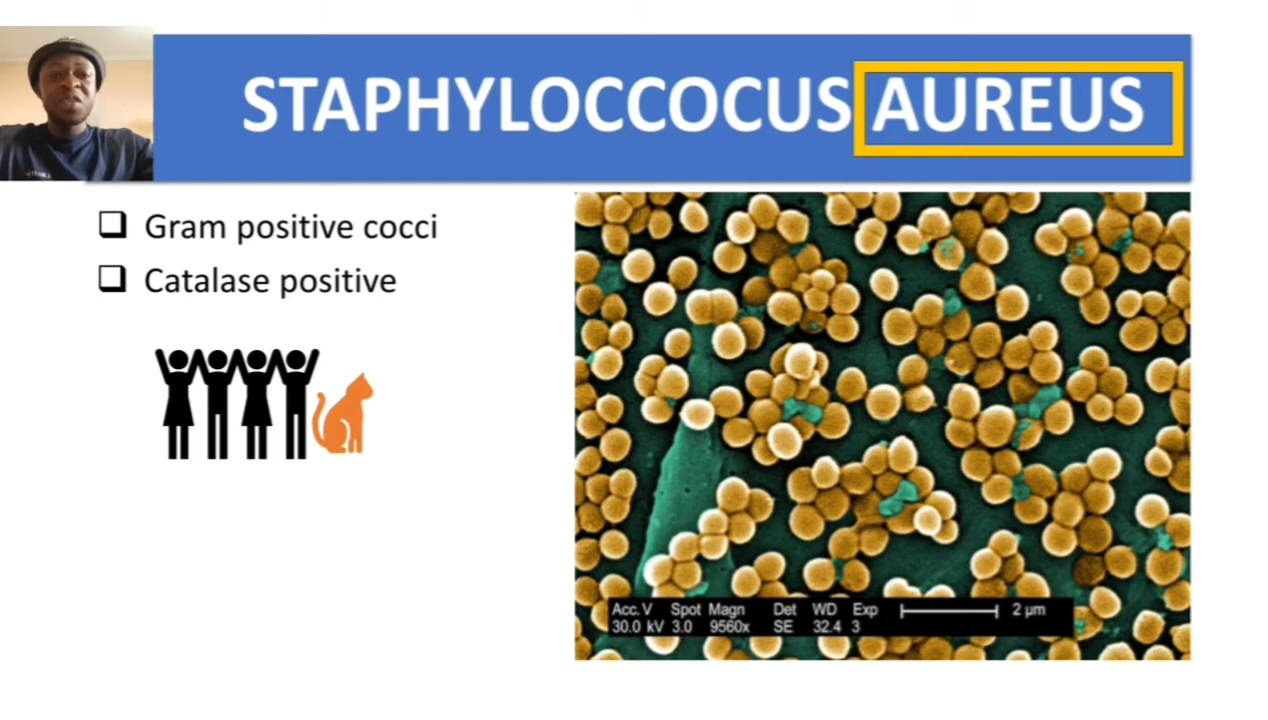 STAPHYLOCCOCUS AUREUS
Gram positive cocci
Catalase positive
Acc.V Spot Magn Det WD Exp 2 µm
30.0 kV 3.0 9560x SE 32.4 3